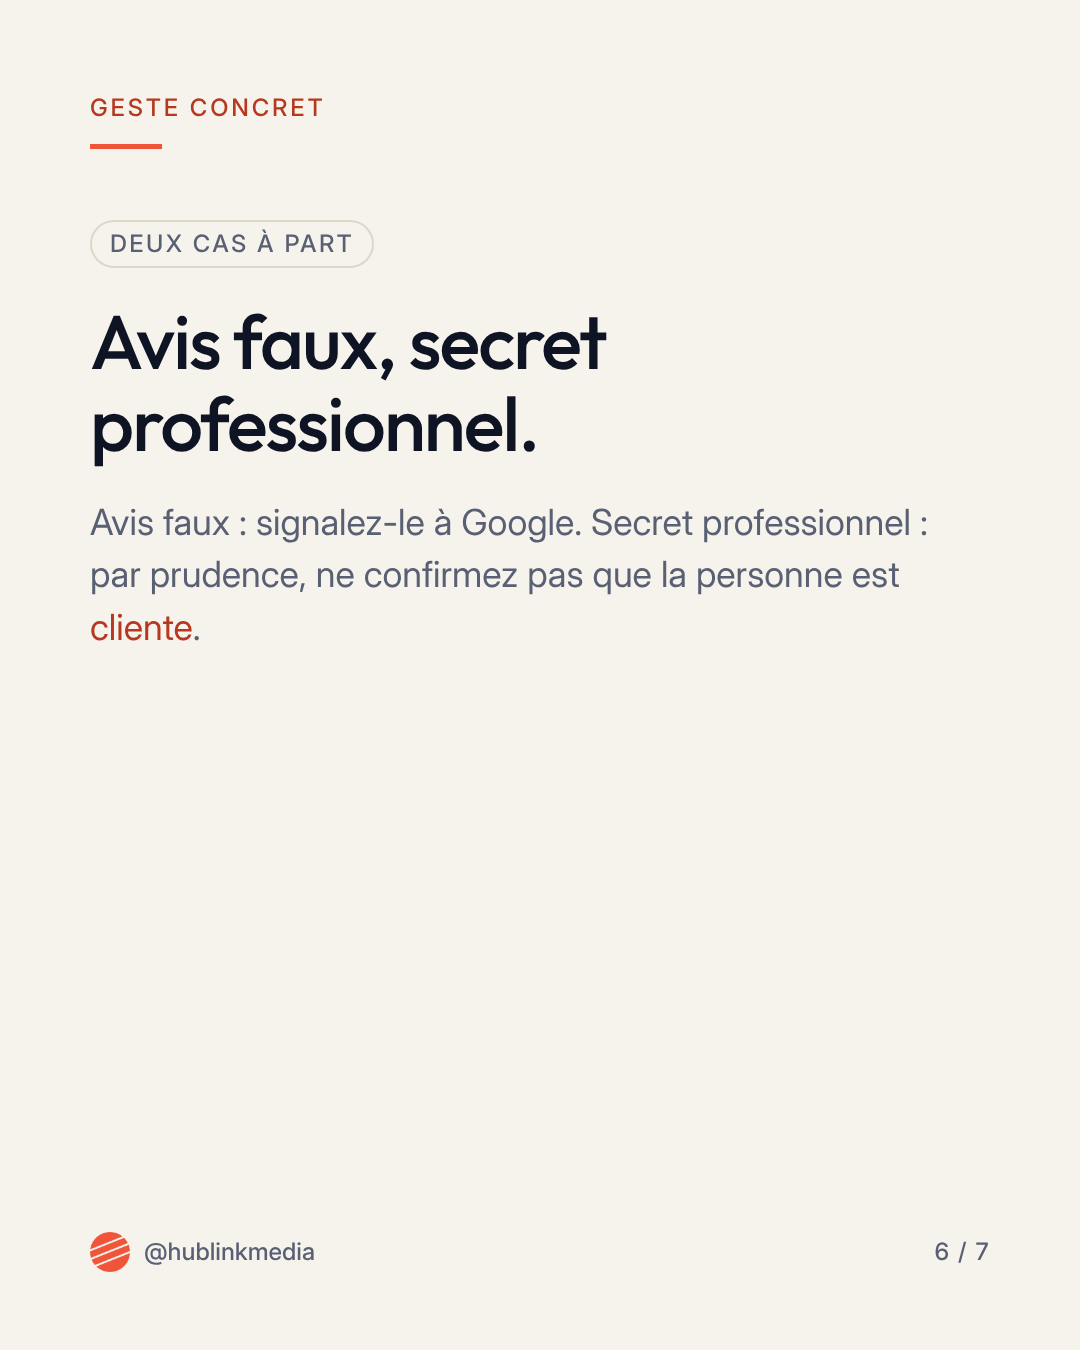 GESTE CONCRET
DEUX CAS À PART
Avis faux, secret
professionnel.
Avis faux : signalez-le à Google. Secret professionnel :
par prudence, ne confirmez pas que la personne est
cliente.
@hublinkmedia
6 / 7